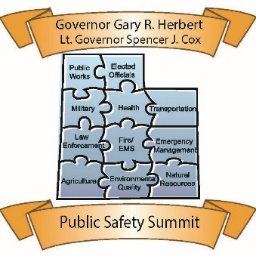 Governor Gary R. Herbert
Lt. Governor Spencer J. Cox
Public
Works
Elected
Officials
Military
Health
Transportation
Law
Enforcement
Fire/
EMS
Emergency
Management
Agriculture
Environmental
Quality
Natural
Resources
Public Safety Summit